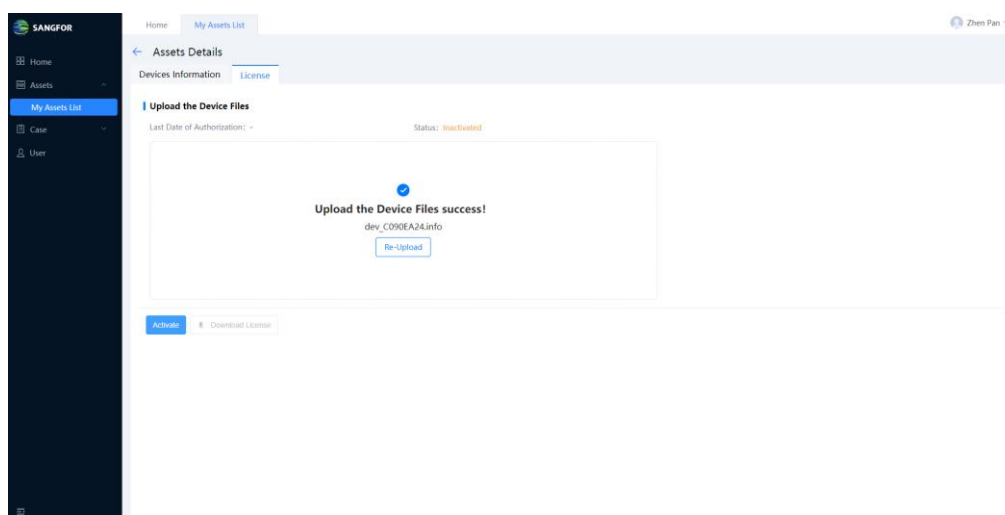 SANGFOR
Home
My Assets List
Zhen Pan
Home
Assets
My Assets List
Case
User
← Assets Details
Devices Information
License
Upload the Device Files
Last Date of Authorization: -
Status: Inactivated
Upload the Device Files success!
dev_C090EA24.info
Re-Upload
Activate
Download License